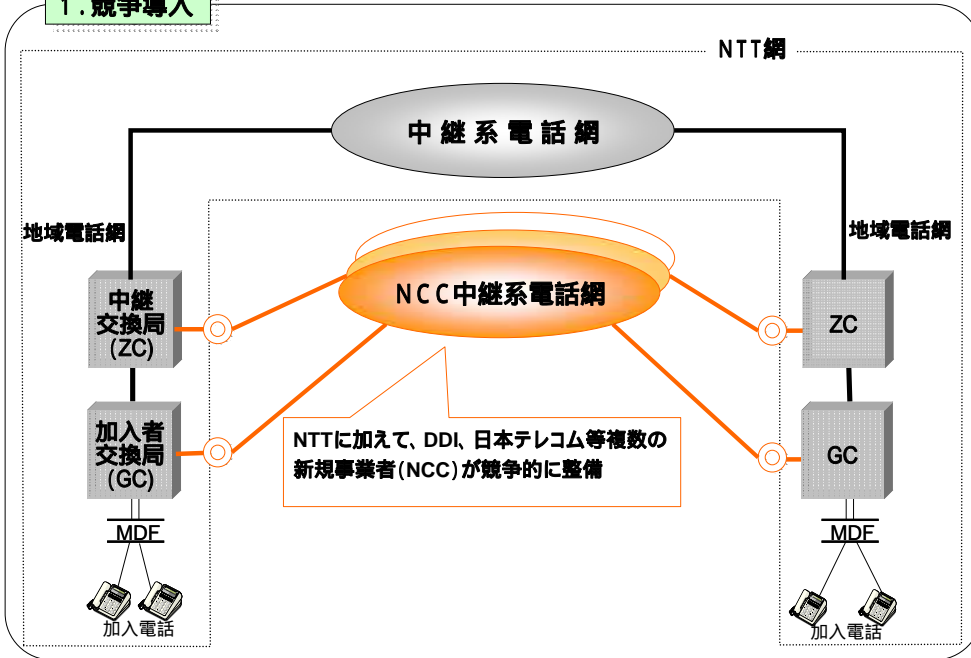 1.競争導入
NTT網
中継系電話網
地域電話網
地域電話網
NCC中継系電話網
中継
交換局
(ZC)
ZC
加入者
交換局
(GC)
GC
NTTに加えて、DDI、日本テレコム等複数の
新規事業者(NCC)が競争的に整備
MDF
MDF
加入電話
加入電話